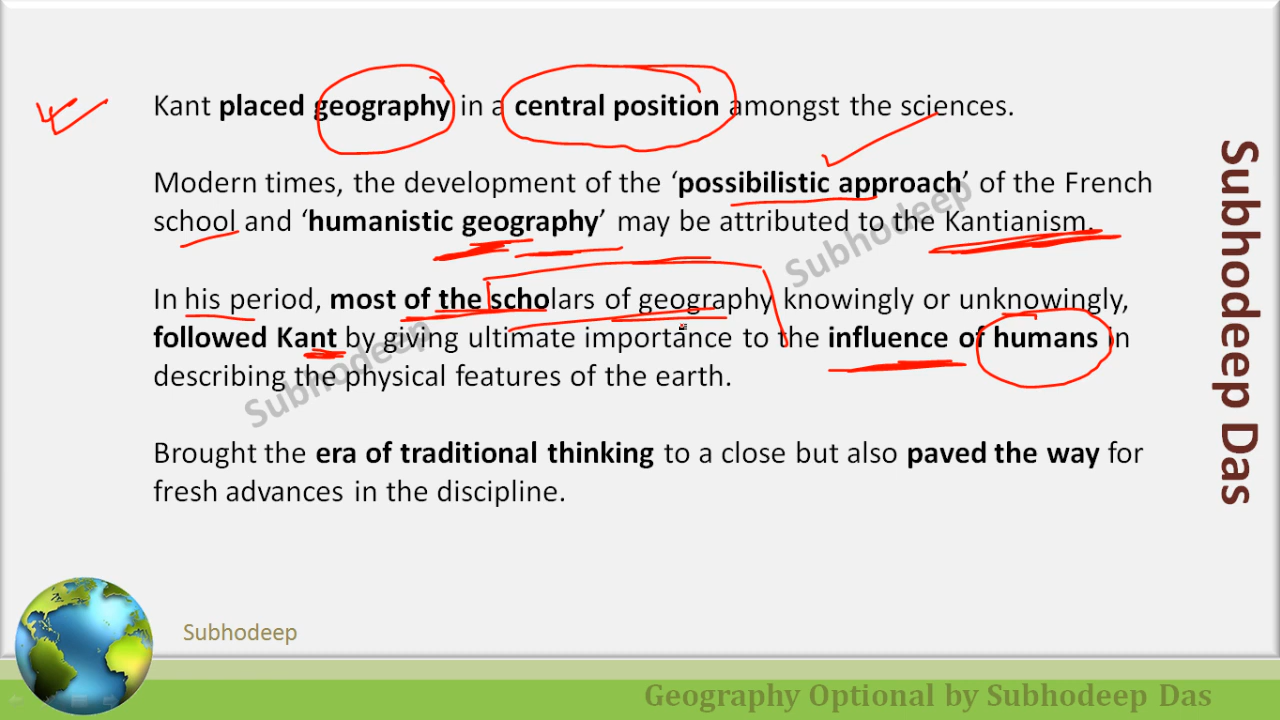 Kant placed geography in a central position amongst the sciences.
Modern times, the development of the ‘possibilistic approach’ of the French
school and ‘humanistic geography’ may be attributed to the Kantianism.
In his period, most of the scholars of geography knowingly or unknowingly,
followed Kant by giving ultimate importance to the influence of humans in
describing the physical features of the earth.
Brought the era of traditional thinking to a close but also paved the way for
fresh advances in the discipline.
Subhodeep
Subhodeep
Subhodeep Das
Subhodeep
Geography Optional by Subhodeep Das